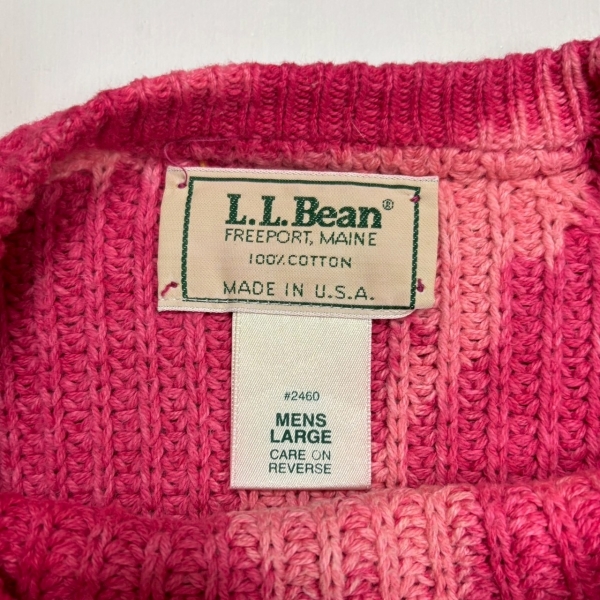 L.L.Bean®
FREEPORT, MAINE
100% COTTON
MADE IN U.S.A.
#2460
MENS
LARGE
CARE ON
REVERSE